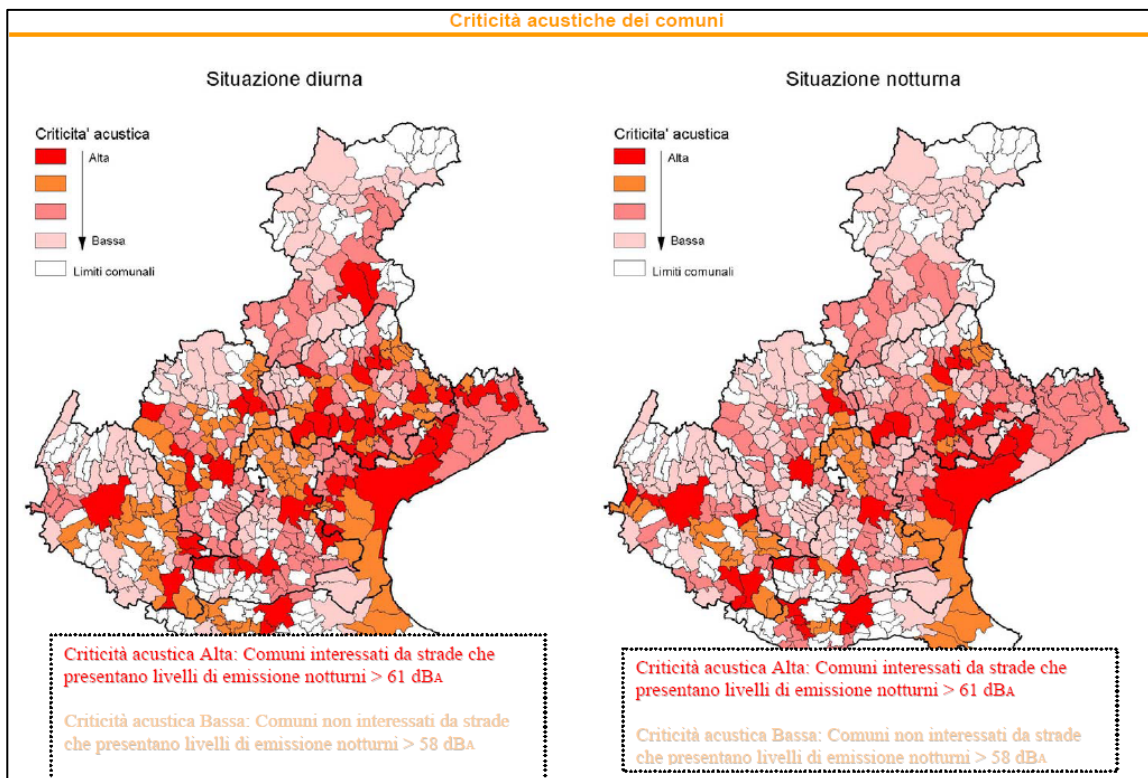 Criticità acustiche dei comuni
Situazione diurna
Criticita' acustica
Alta
Bassa
Limiti comunali
Criticità acustica Alta: Comuni interessati da strade che
presentano livelli di emissione notturni > 61 dBA
Criticità acustica Bassa: Comuni non interessati da strade
che presentano livelli di emissione notturni > 58 dBA
Situazione notturna
Criticita' acustica
Alta
Bassa
Limiti comunali
Criticità acustica Alta: Comuni interessati da strade che
presentano livelli di emissione notturni > 61 dBA
Criticità acustica Bassa: Comuni non interessati da strade
che presentano livelli di emissione notturni > 58 dBA